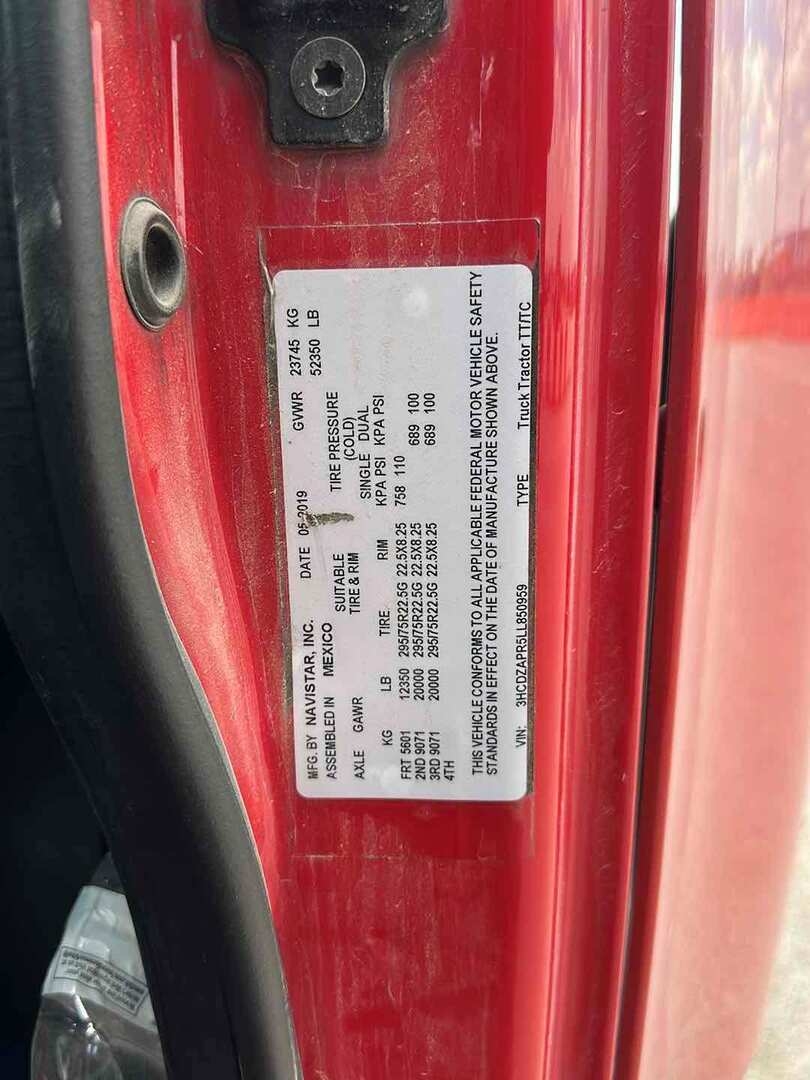 MFG. BY NAVISTAR, INC. DATE 05-2019 GVWR 23745 KG
ASSEMBLED IN MEXICO 52350 LB
SUITABLE TIRE PRESSURE
AXLE GAWR TIRE & RIM (COLD)
SINGLE DUAL
KG LB TIRE RIM KPA PSI KPA PSI
FRT 5601 12350 295/75R22.5G 22.5X8.25 758 110
2ND 9071 20000 295/75R22.5G 22.5X8.25 689 100
3RD 9071 20000 295/75R22.5G 22.5X8.25 689 100
4TH
THIS VEHICLE CONFORMS TO ALL APPLICABLE FEDERAL MOTOR VEHICLE SAFETY
STANDARDS IN EFFECT ON THE DATE OF MANUFACTURE SHOWN ABOVE.
VIN: 3HCDZAPR5LL850959 TYPE Truck Tractor TT/TC